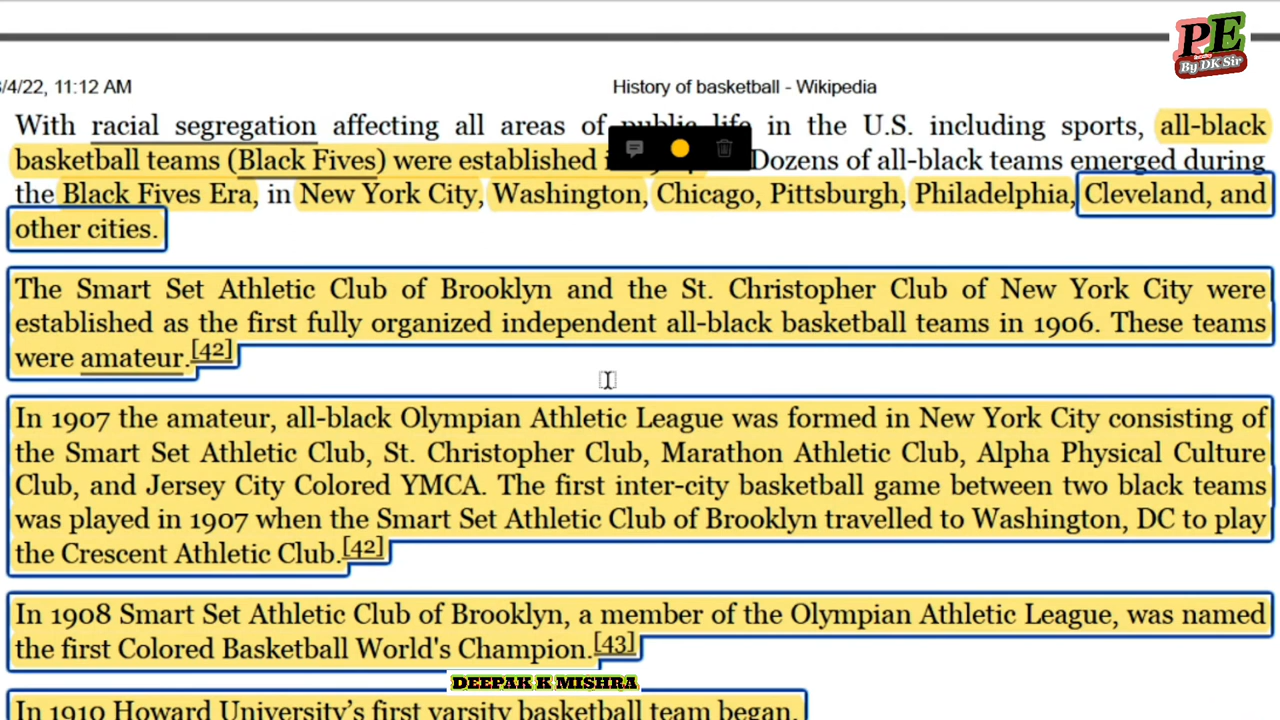 PE
By DK Sir
/4/22, 11:12 AM
History of basketball - Wikipedia
With racial segregation affecting all areas of public life in the U.S. including sports, all-black
basketball teams (Black Fives) were established Dozens of all-black teams emerged during
the Black Fives Era, in New York City, Washington, Chicago, Pittsburgh, Philadelphia, Cleveland, and
other cities.
The Smart Set Athletic Club of Brooklyn and the St. Christopher Club of New York City were
established as the first fully organized independent all-black basketball teams in 1906. These teams
were amateur.[42]
In 1907 the amateur, all-black Olympian Athletic League was formed in New York City consisting of
the Smart Set Athletic Club, St. Christopher Club, Marathon Athletic Club, Alpha Physical Culture
Club, and Jersey City Colored YMCA. The first inter-city basketball game between two black teams
was played in 1907 when the Smart Set Athletic Club of Brooklyn travelled to Washington, DC to play
the Crescent Athletic Club.[42]
In 1908 Smart Set Athletic Club of Brooklyn, a member of the Olympian Athletic League, was named
the first Colored Basketball World's Champion.[43]
DEEPAK K MISHRA
In 1910 Howard University’s first varsity basketball team began.